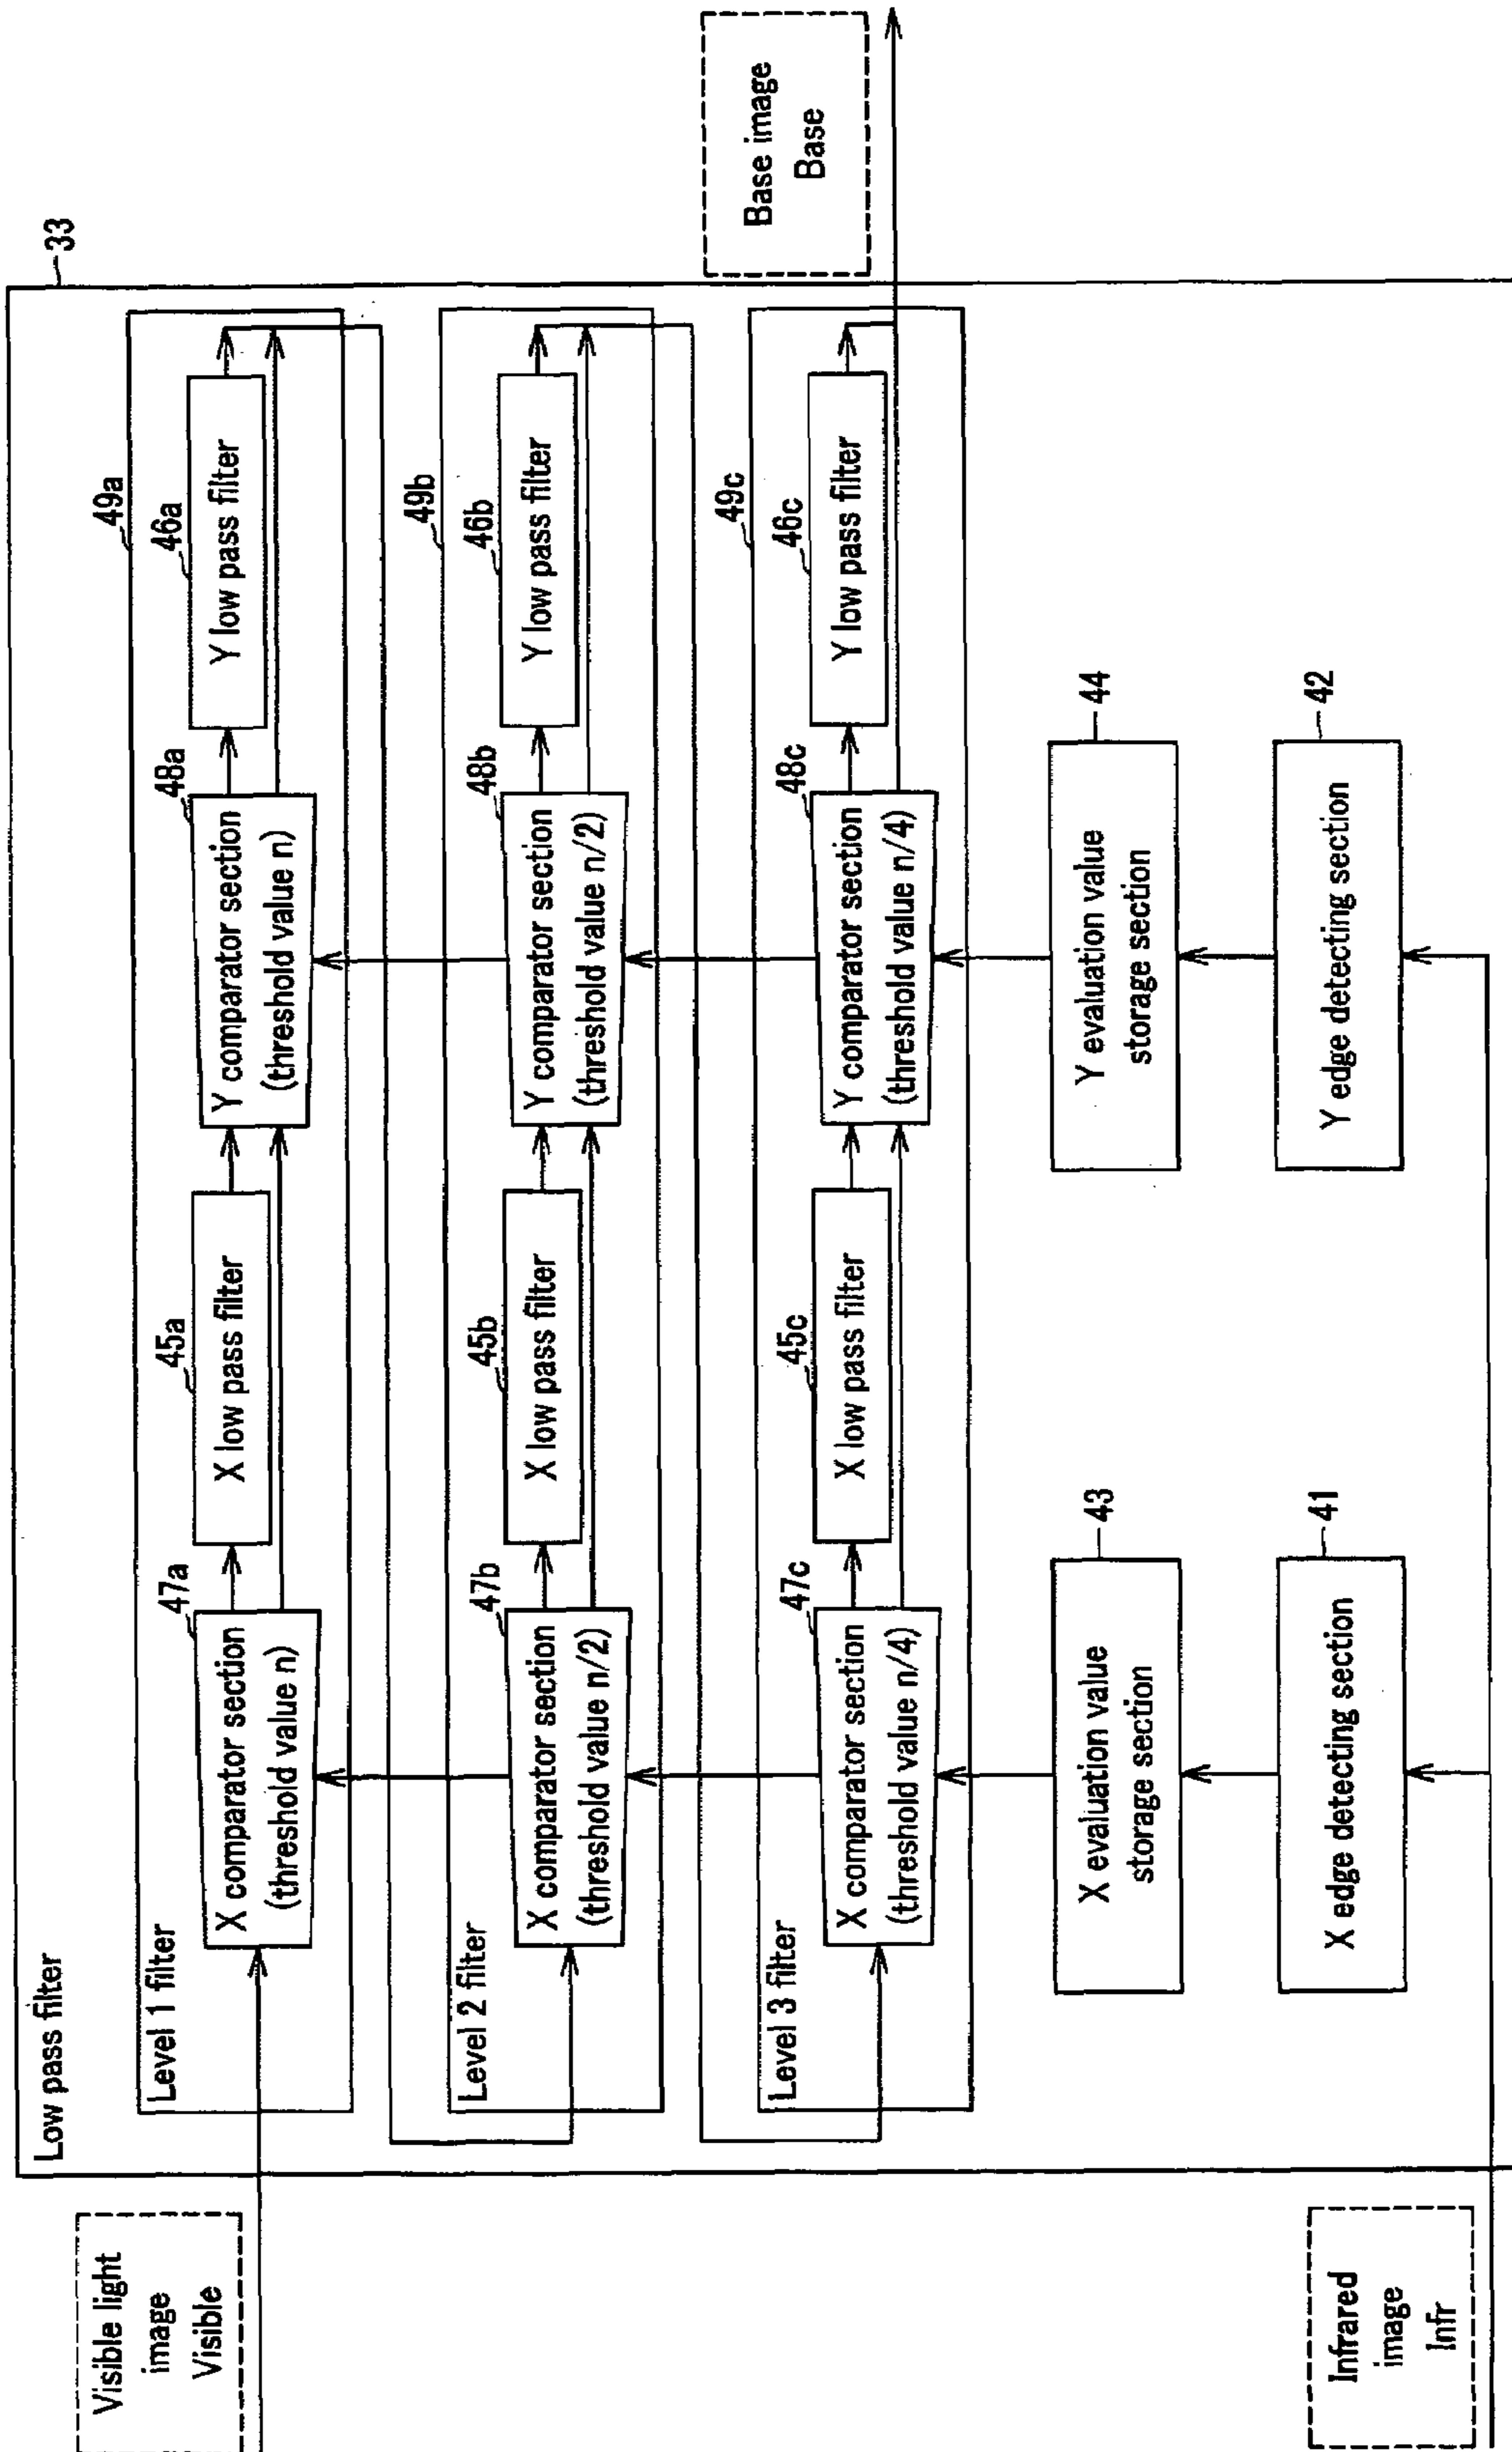 Visible light
image
Visible
Low pass filter
33
Level 1 filter
49a
X comparator section
(threshold value n)
47a
X low pass filter
45a
Y comparator section
(threshold value n)
48a
Y low pass filter
46a
Level 2 filter
49b
X comparator section
(threshold value n/2)
47b
X low pass filter
45b
Y comparator section
(threshold value n/2)
48b
Y low pass filter
46b
Level 3 filter
49c
X comparator section
(threshold value n/4)
47c
X low pass filter
45c
Y comparator section
(threshold value n/4)
48c
Y low pass filter
46c
Base image
Base
X evaluation value
storage section
43
Y evaluation value
storage section
44
X edge detecting section
41
Y edge detecting section
42
Infrared
image
Infr